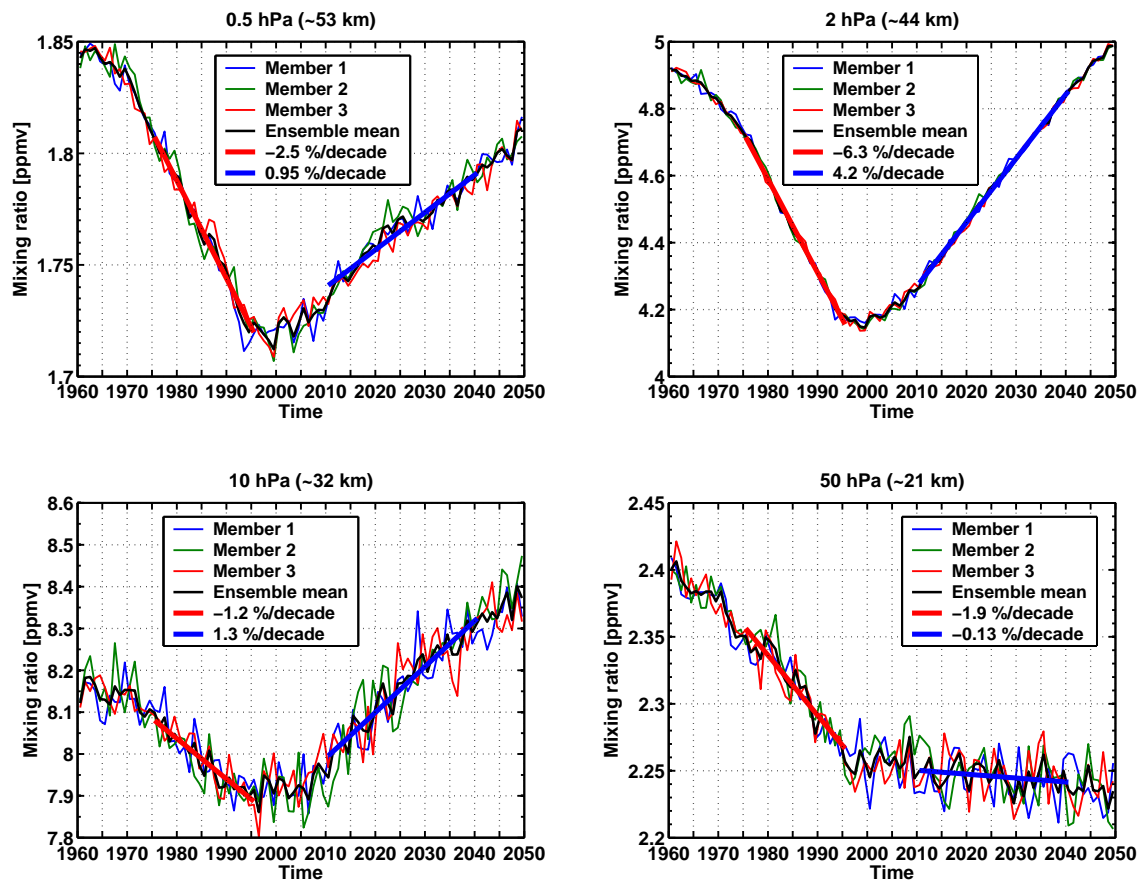 0.5 hPa (~53 km)
1.85
1.8
1.75
1.7
Mixing ratio [ppmv]
Member 1
Member 2
Member 3
Ensemble mean
−2.5 %/decade
0.95 %/decade
1960 1970 1980 1990 2000 2010 2020 2030 2040 2050
Time
2 hPa (~44 km)
5
4.8
4.6
4.4
4.2
4
Mixing ratio [ppmv]
Member 1
Member 2
Member 3
Ensemble mean
−6.3 %/decade
4.2 %/decade
1960 1970 1980 1990 2000 2010 2020 2030 2040 2050
Time
10 hPa (~32 km)
8.6
8.5
8.4
8.3
8.2
8.1
8
7.9
7.8
Mixing ratio [ppmv]
Member 1
Member 2
Member 3
Ensemble mean
−1.2 %/decade
1.3 %/decade
1960 1970 1980 1990 2000 2010 2020 2030 2040 2050
Time
50 hPa (~21 km)
2.45
2.4
2.35
2.3
2.25
2.2
Mixing ratio [ppmv]
Member 1
Member 2
Member 3
Ensemble mean
−1.9 %/decade
−0.13 %/decade
1960 1970 1980 1990 2000 2010 2020 2030 2040 2050
Time